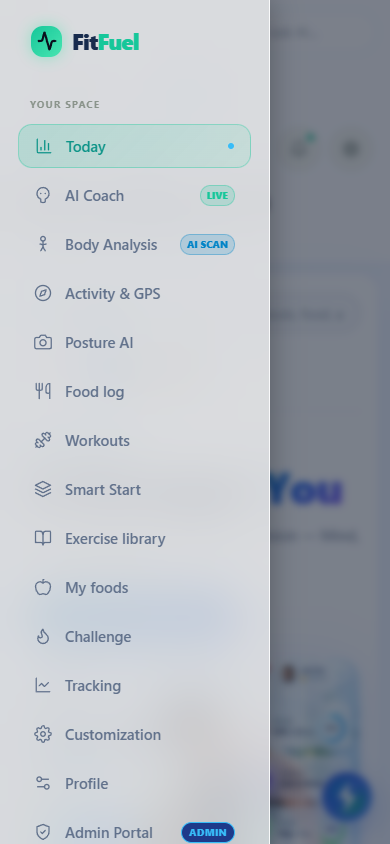 FitFuel
YOUR SPACE
Today
AI Coach LIVE
Body Analysis AI SCAN
Activity & GPS
Posture AI
Food log
Workouts
Smart Start
Exercise library
My foods
Challenge
Tracking
Customization
Profile
Admin Portal ADMIN
You